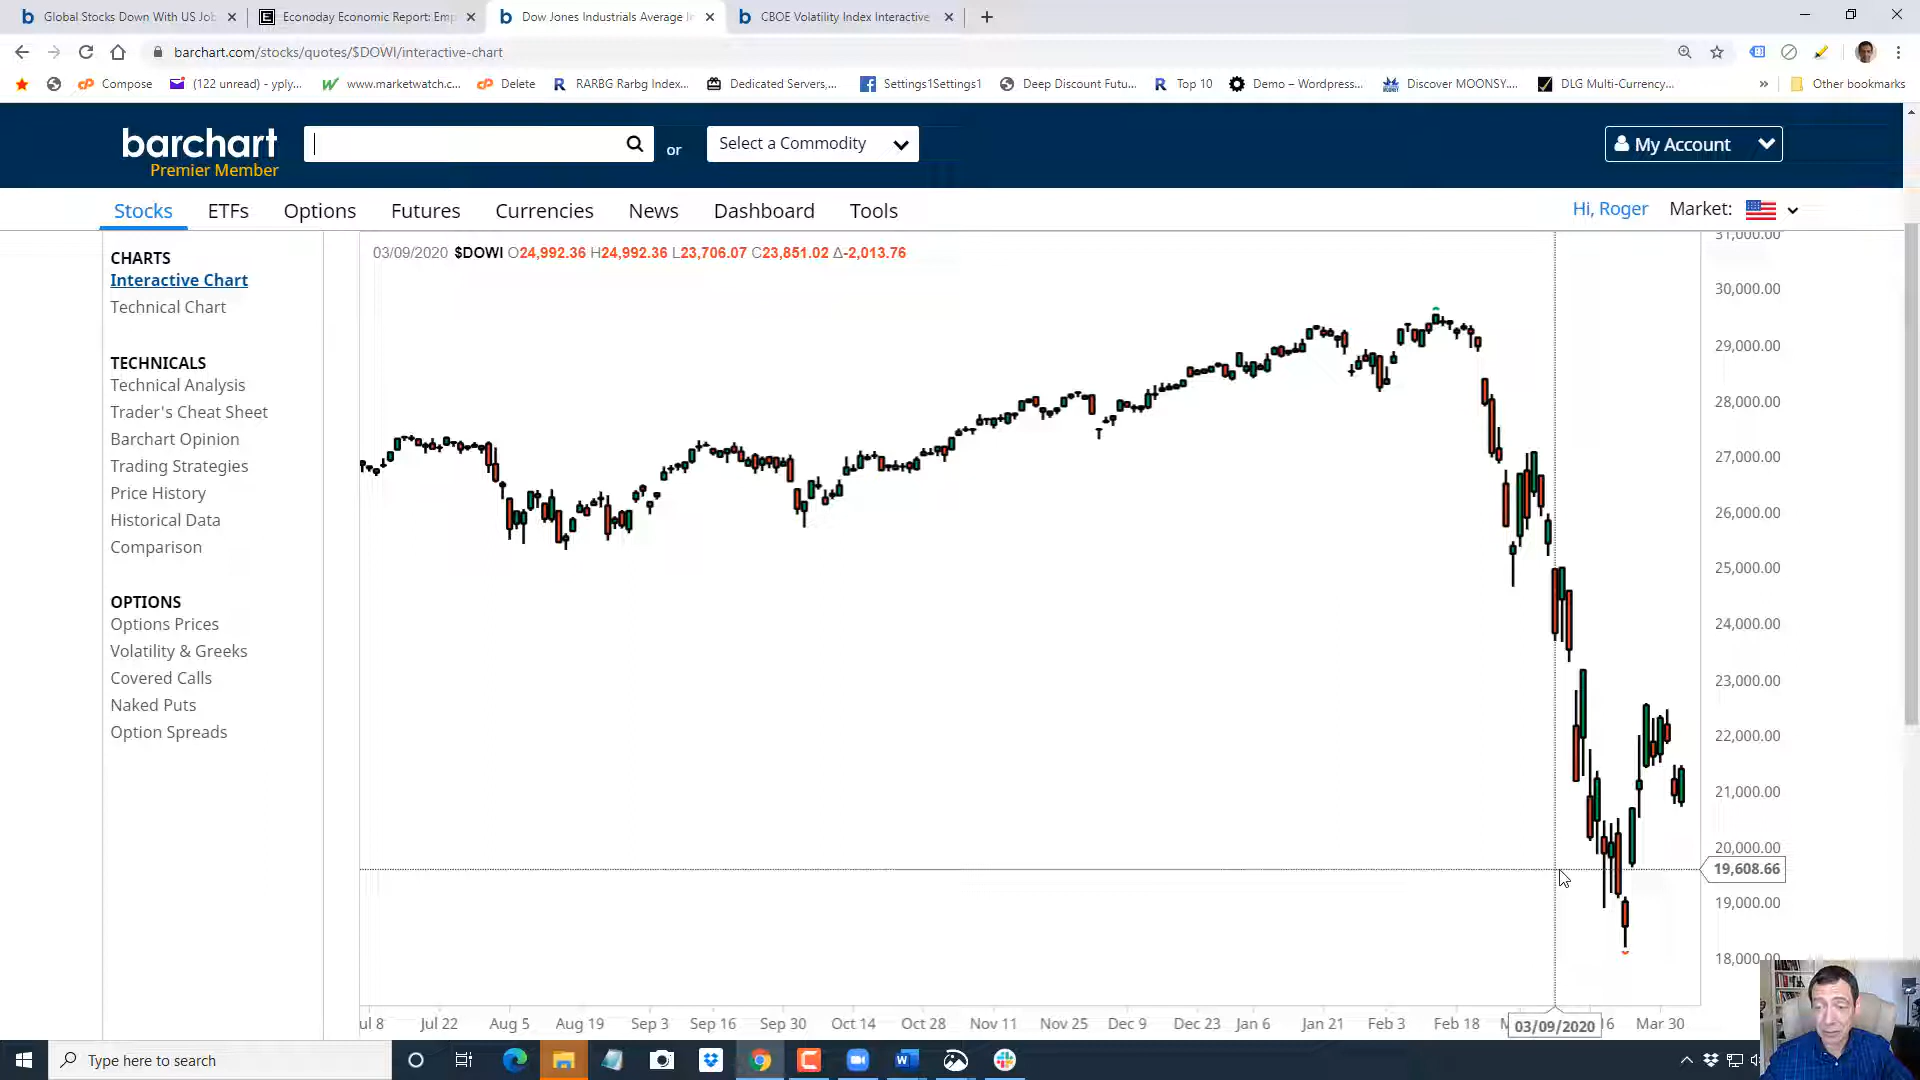 Global Stocks Down With US Job
Econoday Economic Report: Emp
Dow Jones Industrials Average In
CBOE Volatility Index Interactive
barchart.com/stocks/quotes/$DOWI/interactive-chart
Compose
(122 unread) - yply...
www.marketwatch.c...
Delete
RARBG Rarbg Index...
Dedicated Servers,...
Settings1Settings1
Deep Discount Futu...
Top 10
Demo – Wordpress...
Discover MOONSY....
DLG Multi-Currency...
»
Other bookmarks
barchart
Premier Member
or
Select a Commodity
My Account
Stocks
ETFs
Options
Futures
Currencies
News
Dashboard
Tools
Hi, Roger
Market:
CHARTS
Interactive Chart
Technical Chart
TECHNICALS
Technical Analysis
Trader's Cheat Sheet
Barchart Opinion
Trading Strategies
Price History
Historical Data
Comparison
OPTIONS
Options Prices
Volatility & Greeks
Covered Calls
Naked Puts
Option Spreads
03/09/2020 $DOWI O24,992.36 H24,992.36 L23,706.07 C23,851.02 Δ-2,013.76
31,000.00
30,000.00
29,000.00
28,000.00
27,000.00
26,000.00
25,000.00
24,000.00
23,000.00
22,000.00
21,000.00
20,000.00
19,608.66
19,000.00
18,000.
ul 8
Jul 22
Aug 5
Aug 19
Sep 3
Sep 16
Sep 30
Oct 14
Oct 28
Nov 11
Nov 25
Dec 9
Dec 23
Jan 6
Jan 21
Feb 3
Feb 18
03/09/2020
16
Mar 30
Type here to search